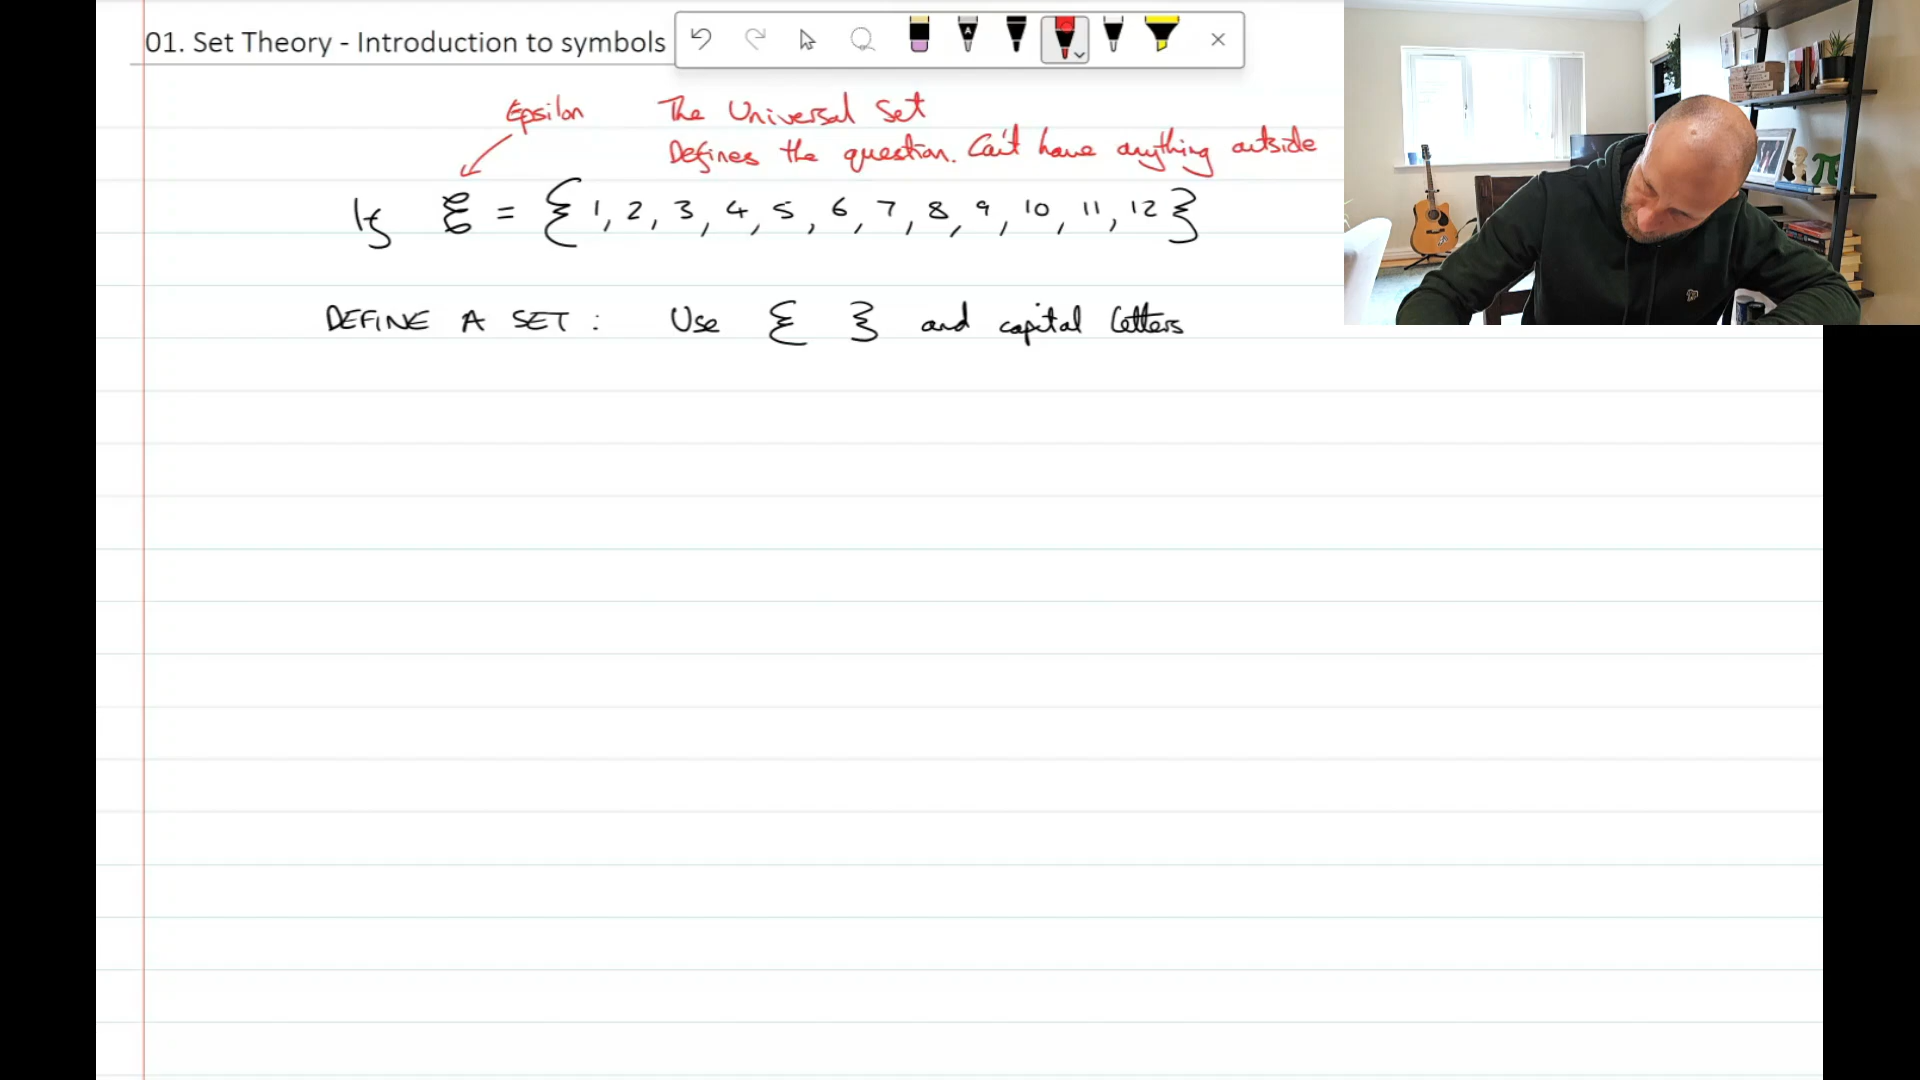 01. Set Theory - Introduction to symbols
Epsilon The Universal Set
Defines the question. Can't have anything outside
If ξ = {1, 2, 3, 4, 5, 6, 7, 8, 9, 10, 11, 12}
DEFINE A SET : Use { } and capital letters